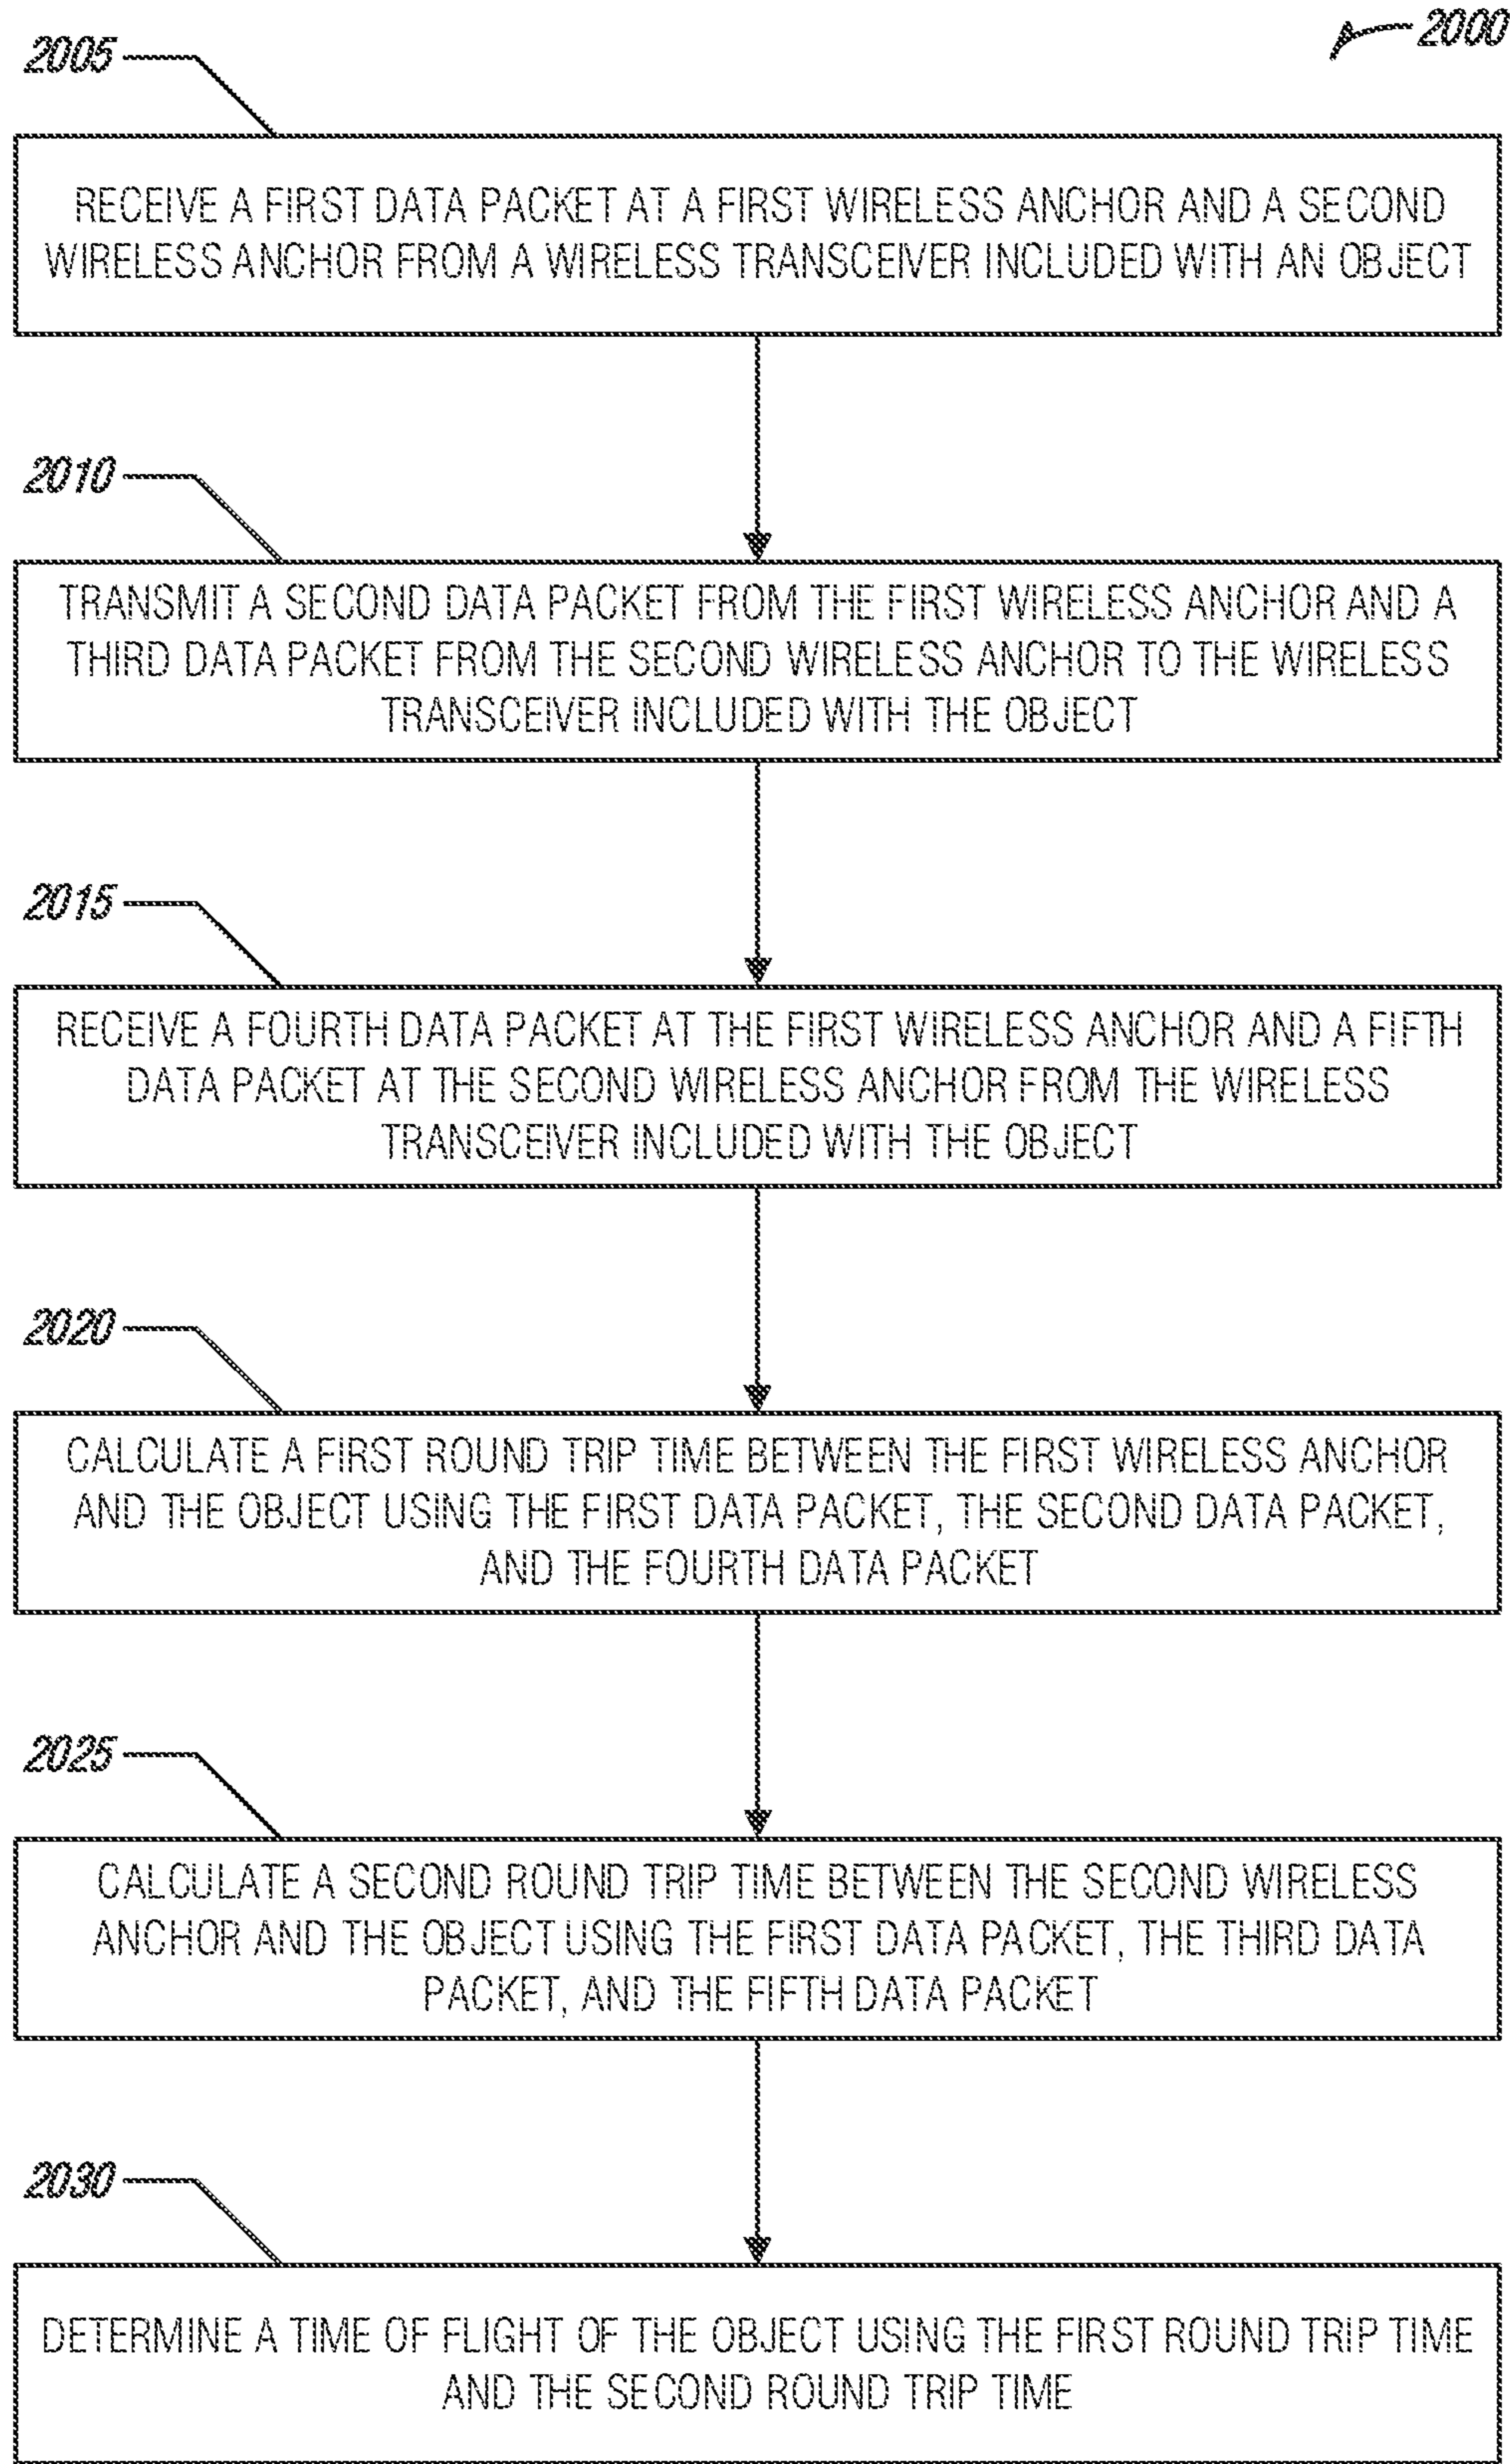 2000
2005
RECEIVE A FIRST DATA PACKET AT A FIRST WIRELESS ANCHOR AND A SECOND
WIRELESS ANCHOR FROM A WIRELESS TRANSCEIVER INCLUDED WITH AN OBJECT
2010
TRANSMIT A SECOND DATA PACKET FROM THE FIRST WIRELESS ANCHOR AND A
THIRD DATA PACKET FROM THE SECOND WIRELESS ANCHOR TO THE WIRELESS
TRANSCEIVER INCLUDED WITH THE OBJECT
2015
RECEIVE A FOURTH DATA PACKET AT THE FIRST WIRELESS ANCHOR AND A FIFTH
DATA PACKET AT THE SECOND WIRELESS ANCHOR FROM THE WIRELESS
TRANSCEIVER INCLUDED WITH THE OBJECT
2020
CALCULATE A FIRST ROUND TRIP TIME BETWEEN THE FIRST WIRELESS ANCHOR
AND THE OBJECT USING THE FIRST DATA PACKET, THE SECOND DATA PACKET,
AND THE FOURTH DATA PACKET
2025
CALCULATE A SECOND ROUND TRIP TIME BETWEEN THE SECOND WIRELESS
ANCHOR AND THE OBJECT USING THE FIRST DATA PACKET, THE THIRD DATA
PACKET, AND THE FIFTH DATA PACKET
2030
DETERMINE A TIME OF FLIGHT OF THE OBJECT USING THE FIRST ROUND TRIP TIME
AND THE SECOND ROUND TRIP TIME